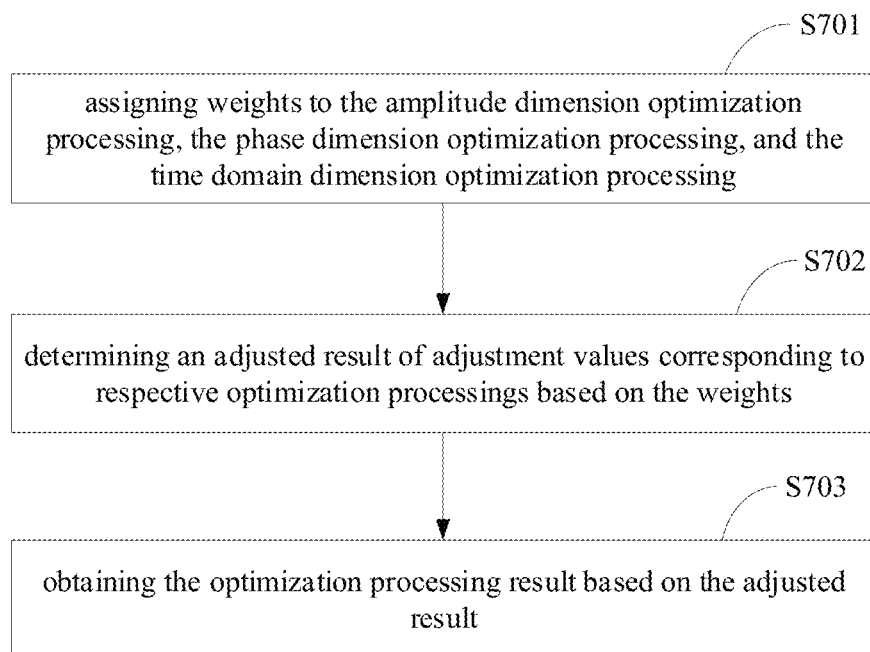 S701
assigning weights to the amplitude dimension optimization
processing, the phase dimension optimization processing, and the
time domain dimension optimization processing
S702
determining an adjusted result of adjustment values corresponding to
respective optimization processings based on the weights
S703
obtaining the optimization processing result based on the adjusted
result